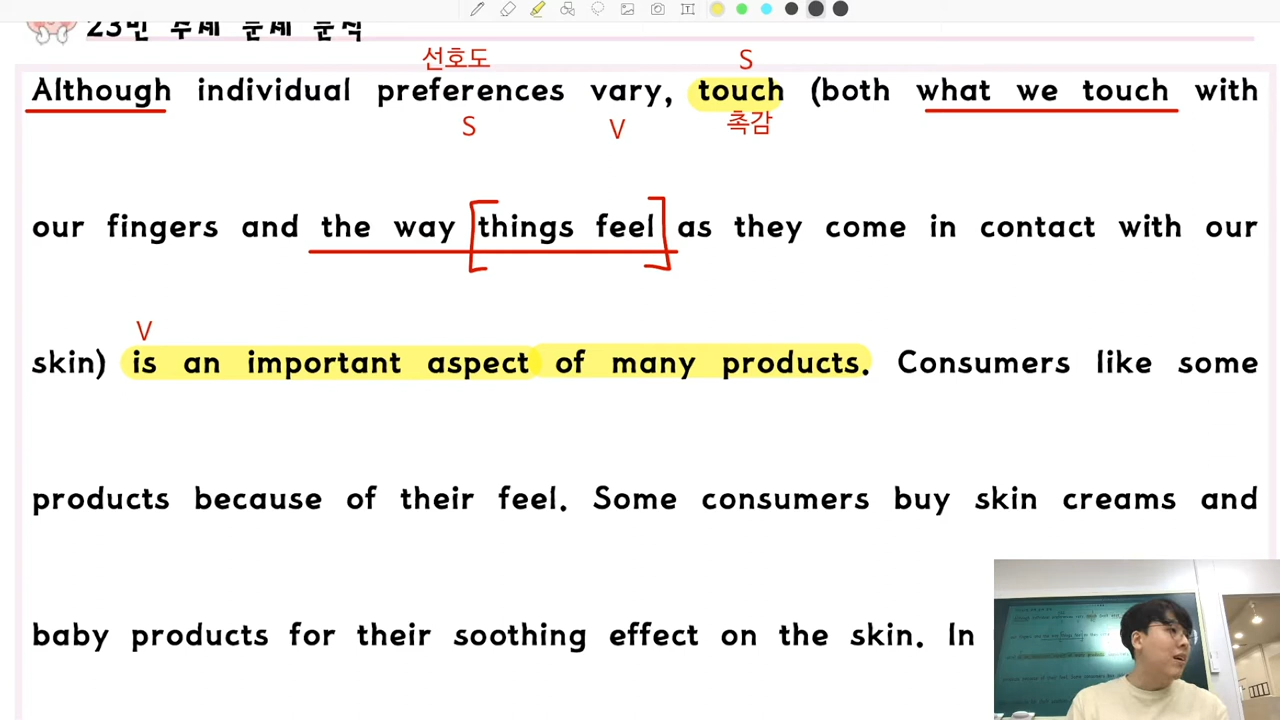 23번 주제 문제 분석
선호도 S
Although individual preferences vary, touch (both what we touch with
S V 촉감
our fingers and the way [things feel] as they come in contact with our
V
skin) is an important aspect of many products. Consumers like some
products because of their feel. Some consumers buy skin creams and
baby products for their soothing effect on the skin. In